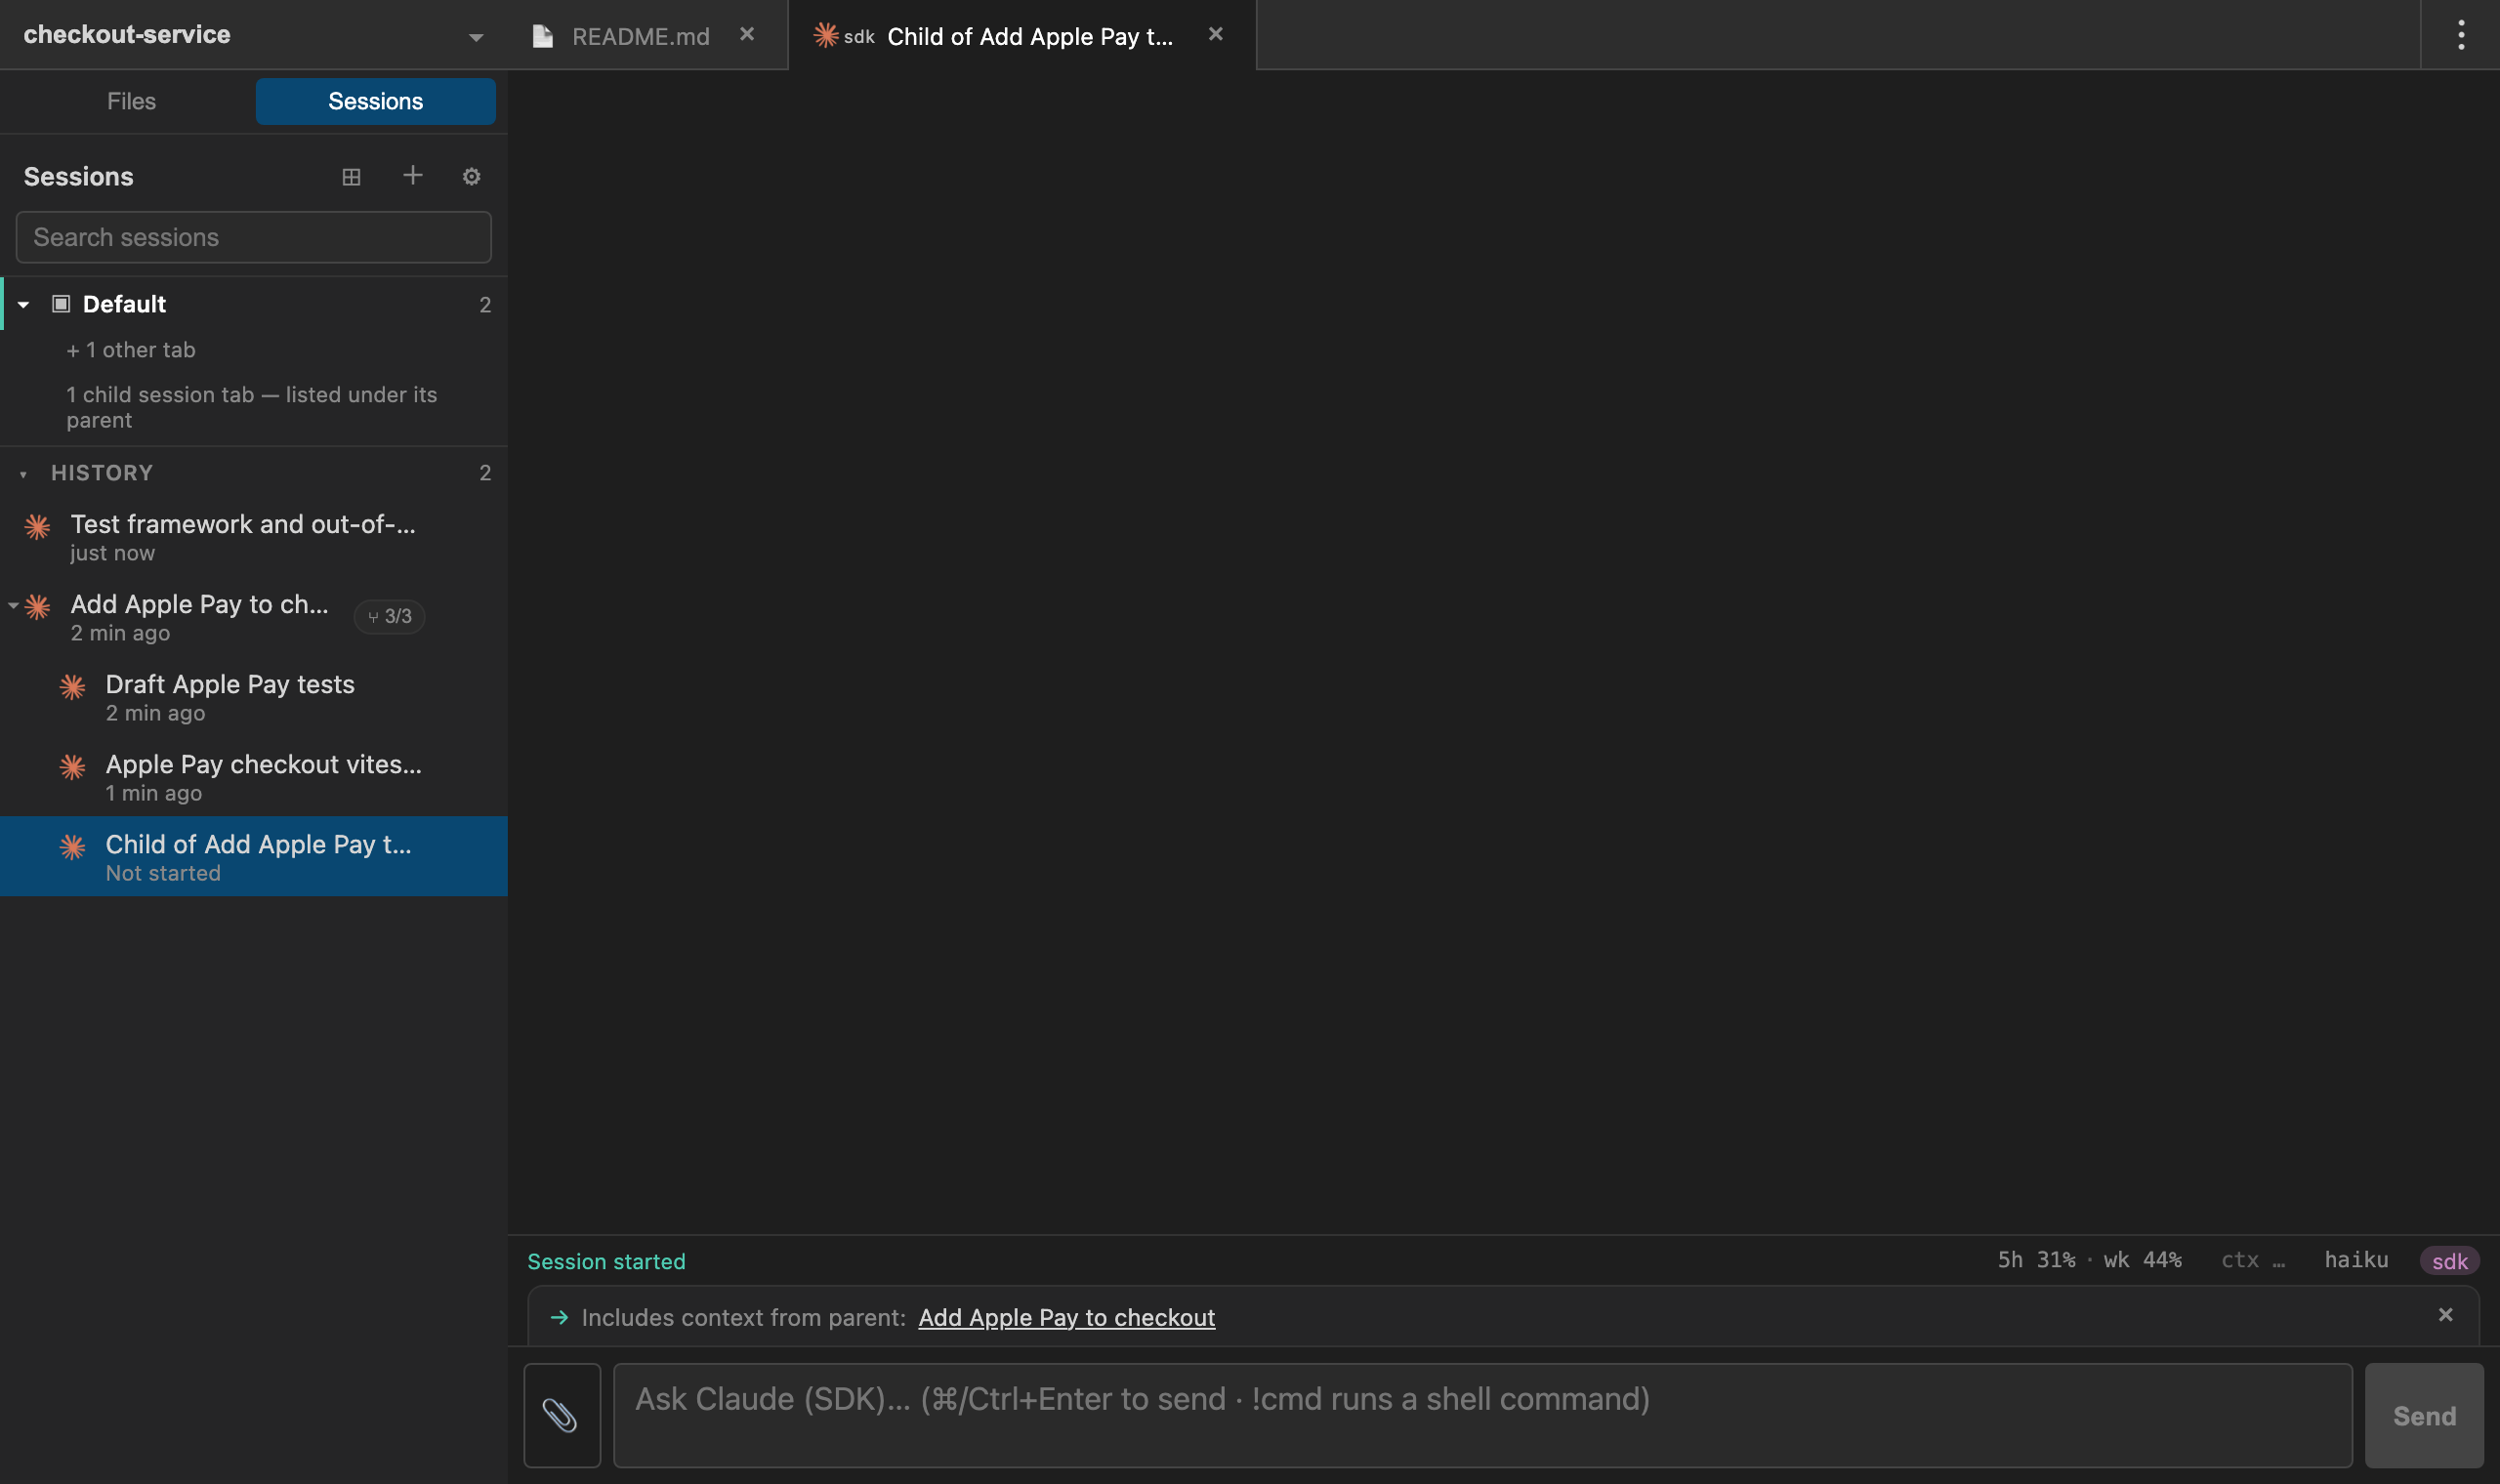 checkout-service
README.md
sdk Child of Add Apple Pay t...
Files
Sessions
Sessions
Search sessions
Default 2
+ 1 other tab
1 child session tab — listed under its
parent
HISTORY 2
Test framework and out-of-...
just now
Add Apple Pay to ch... 3/3
2 min ago
Draft Apple Pay tests
2 min ago
Apple Pay checkout vites...
1 min ago
Child of Add Apple Pay t...
Not started
Session started
5h 31% · wk 44% ctx … haiku sdk
→ Includes context from parent: Add Apple Pay to checkout
Ask Claude (SDK)... (⌘/Ctrl+Enter to send · !cmd runs a shell command)
Send